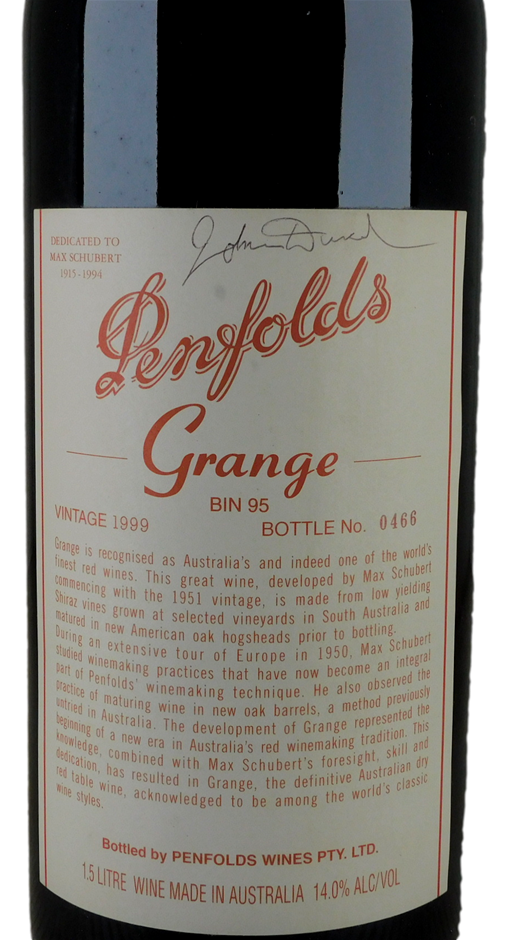 John Duval
DEDICATED TO
MAX SCHUBERT
1915-1994
Penfolds
Grange
BIN 95
VINTAGE 1999
BOTTLE No. 0466
Grange is recognised as Australia's and indeed one of the world's
finest red wines. This great wine, developed by Max Schubert
commencing with the 1951 vintage, is made from low yielding
Shiraz vines grown at selected vineyards in South Australia and
matured in new American oak hogsheads prior to bottling.
During an extensive tour of Europe in 1950, Max Schubert
studied winemaking practices that have now become an integral
part of Penfolds' winemaking technique. He also observed the
practice of maturing wine in new oak barrels, a method previously
untried in Australia. The development of Grange represented the
beginning of a new era in Australia's red winemaking tradition. This
knowledge, combined with Max Schubert's foresight, skill and
dedication, has resulted in Grange, the definitive Australian dry
red table wine, acknowledged to be among the world's classic
wine styles.
Bottled by PENFOLDS WINES PTY. LTD.
1.5 LITRE WINE MADE IN AUSTRALIA 14.0% ALC/VOL